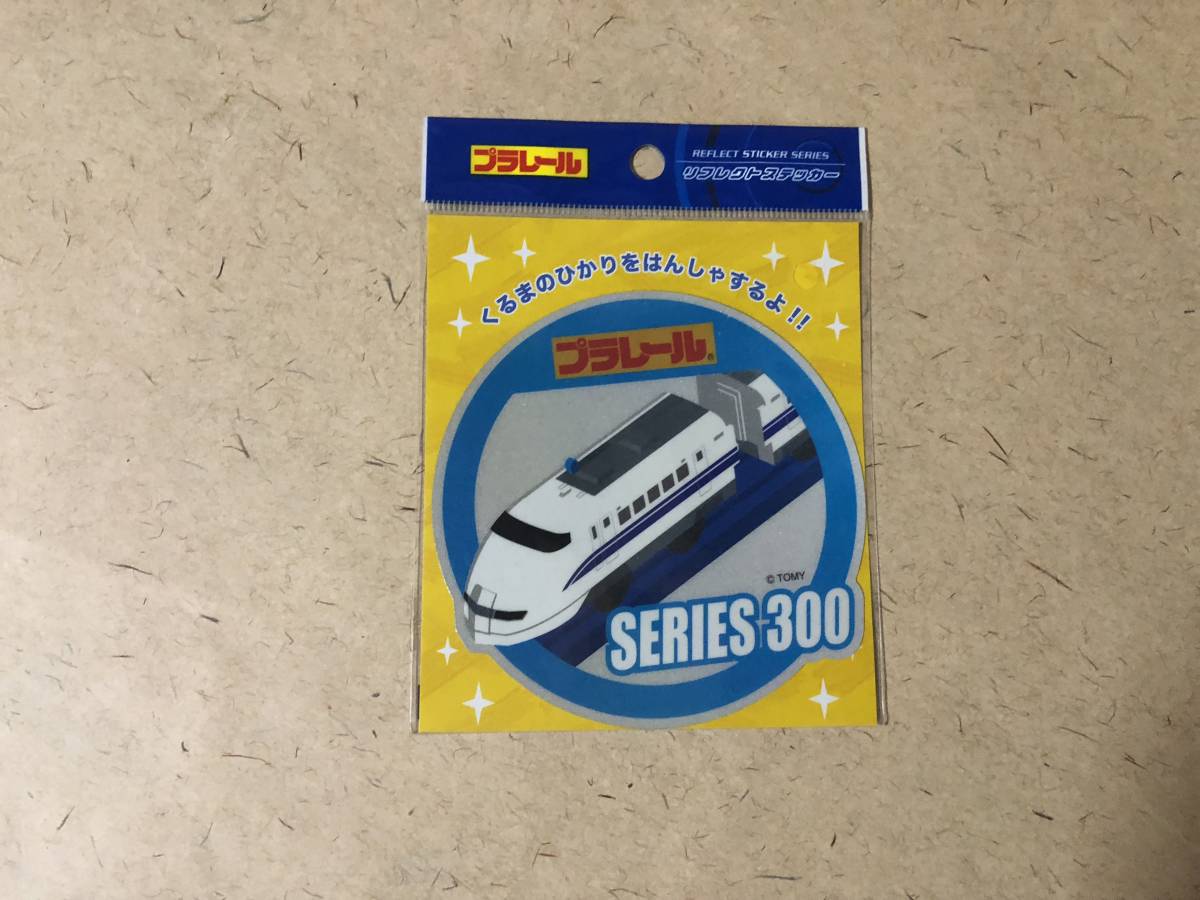 プラレール
REFLECT STICKER SERIES
リフレクトステッカー
くるまのひかりをはんしゃするよ!!
プラレール®
© TOMY
SERIES 300